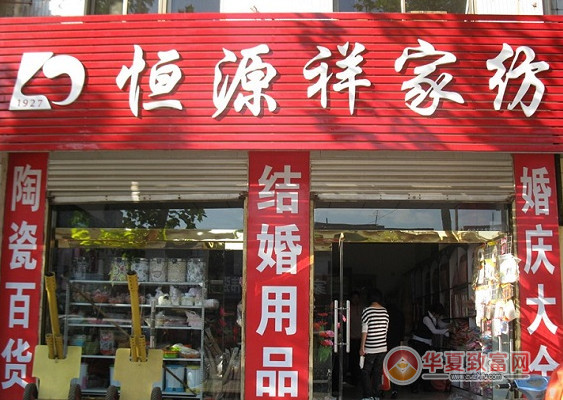 恒源祥家纺
1927
陶瓷百货
结婚用品
婚庆大全
华夏致富网